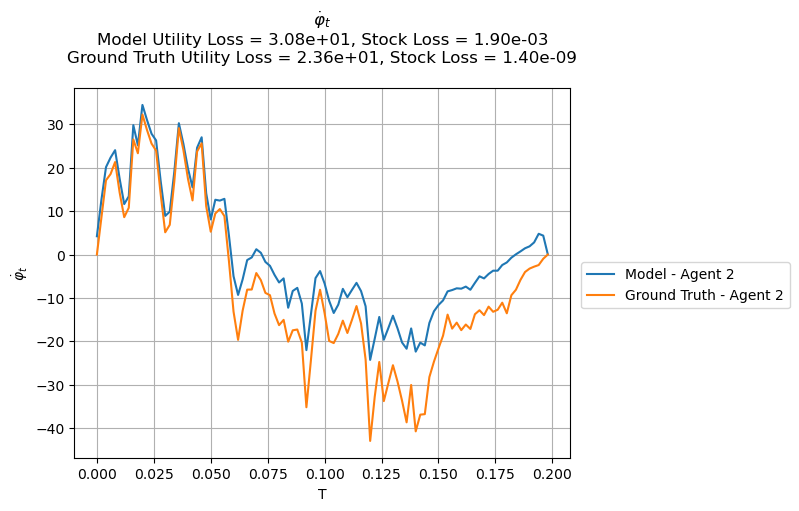 φ̇ₜ
Model Utility Loss = 3.08e+01, Stock Loss = 1.90e-03
Ground Truth Utility Loss = 2.36e+01, Stock Loss = 1.40e-09
30
20
10
0
−10
−20
−30
−40
φ̇ₜ
0.000
0.025
0.050
0.075
0.100
0.125
0.150
0.175
0.200
T
Model - Agent 2
Ground Truth - Agent 2